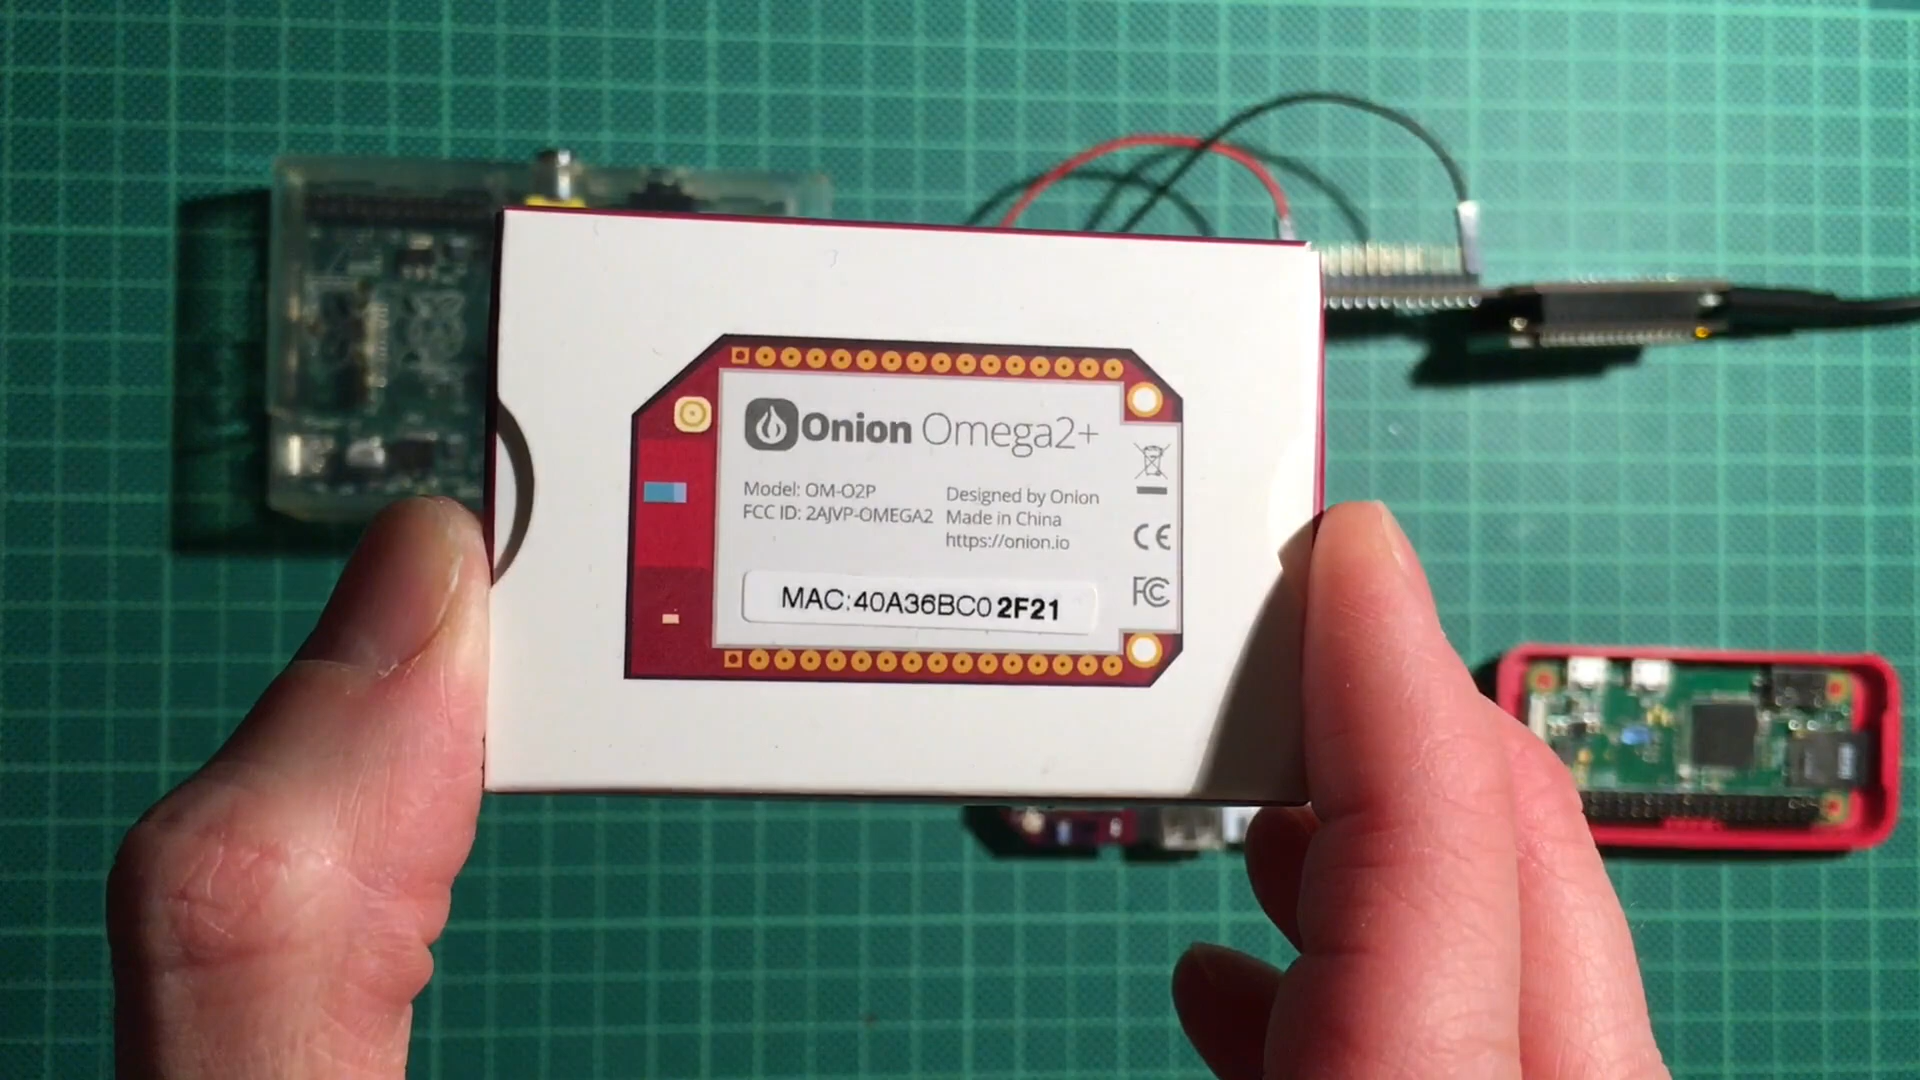 Onion Omega2+
Model: OM-O2P
FCC ID: 2AJVP-OMEGA2
Designed by Onion
Made in China
https://onion.io
CE
FC
MAC:40A36BC02F21